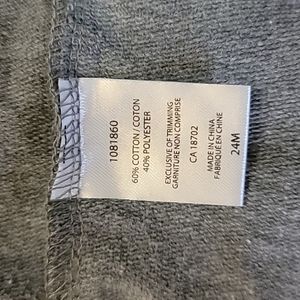 10B1860
60% COTTON / COTON
40% POLYESTER
EXCLUSIVE OF TRIMMING
GARNITURE NON COMPRISE
CA 18702
MADE IN CHINA
FABRIQUÉ EN CHINE
24M